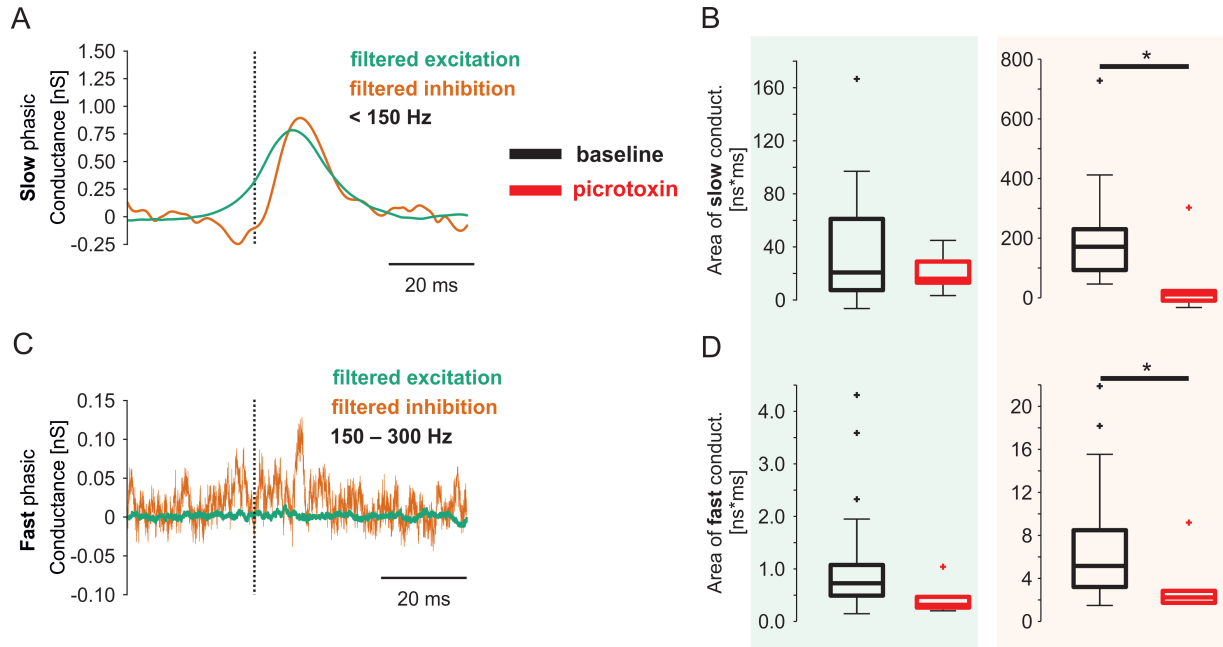 A
1.50
1.25
1.00
0.75
0.50
0.25
0
-0.25
Slow phasic
Conductance [nS]
filtered excitation
filtered inhibition
< 150 Hz
20 ms
baseline
picrotoxin
B
Area of slow conduct.
[ns*ms]
160
120
80
40
0
800
600
400
200
0
*
C
0.15
0.10
0.05
0
-0.05
-0.10
Fast phasic
Conductance [nS]
filtered excitation
filtered inhibition
150 – 300 Hz
20 ms
D
Area of fast conduct.
[ns*ms]
4.0
3.0
2.0
1.0
0.0
20
16
12
8
4
0
*